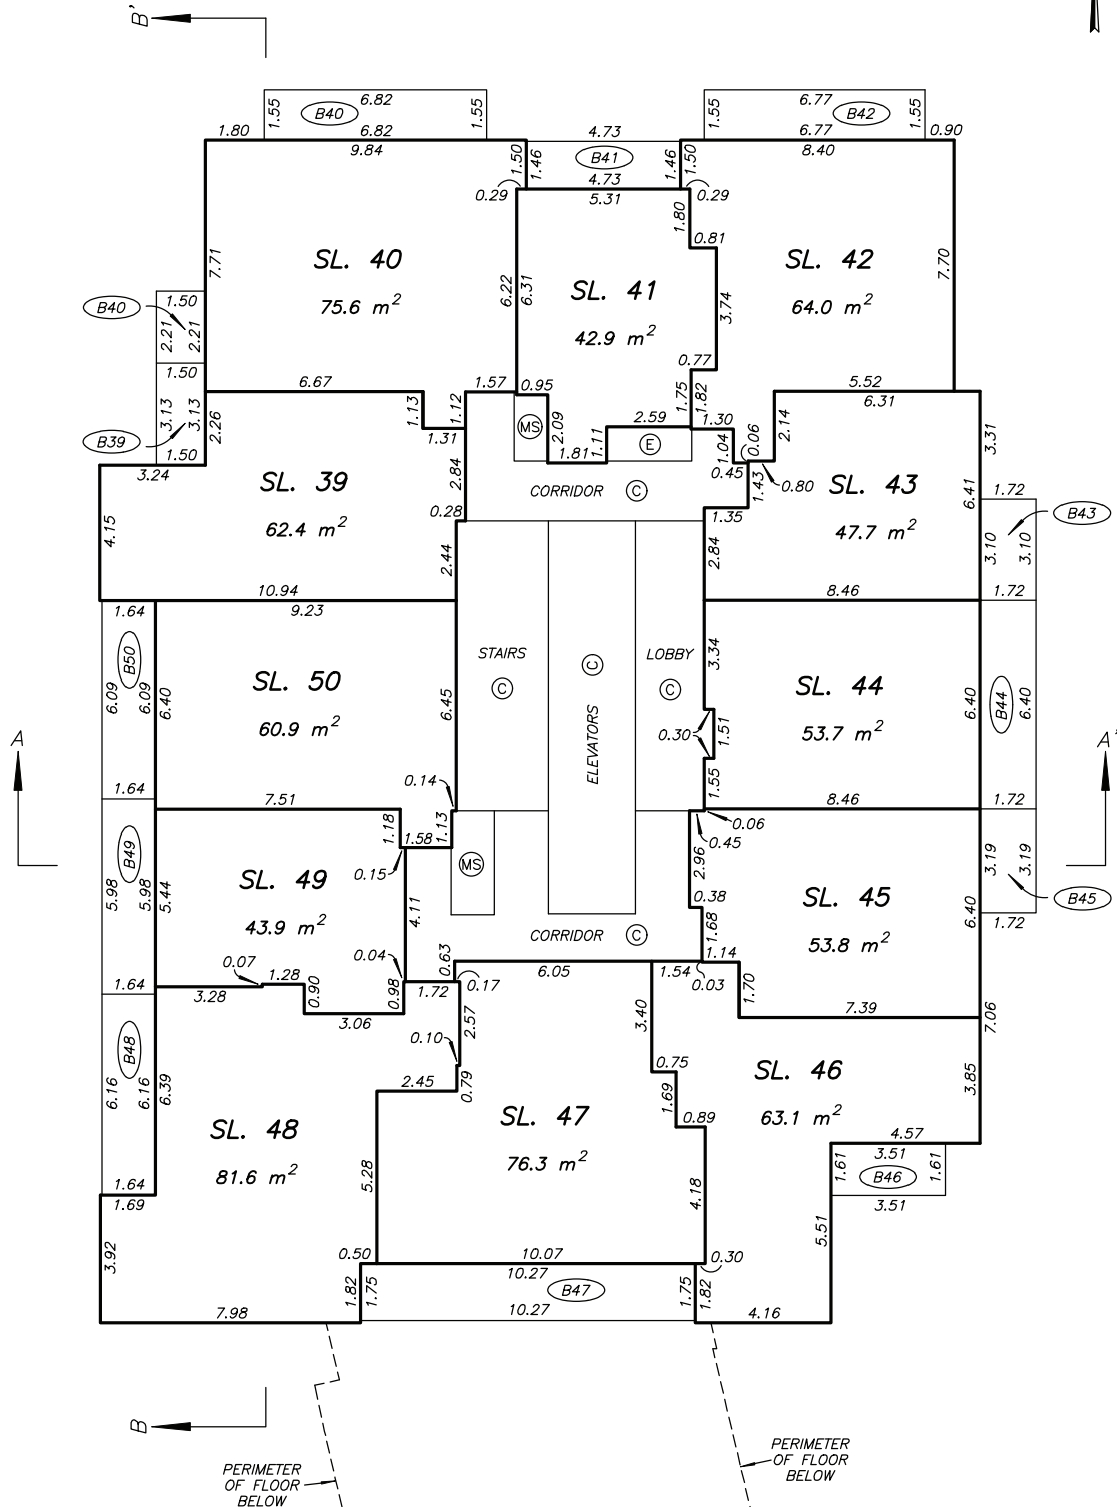 B'
6.82
B40
1.55
1.55
6.77
B42
1.55
1.55
1.80
6.82
9.84
4.73
B41
4.73
5.31
1.50
1.46
1.46
1.50
0.29
0.29
6.77
8.40
0.90
SL. 40
75.6 m²
7.71
6.22
6.31
SL. 41
42.9 m²
1.80
0.81
3.74
0.77
SL. 42
64.0 m²
7.70
B40
1.50
2.21
2.21
1.50
3.13
3.13
B39
1.50
3.24
2.26
6.67
1.13
1.12
1.31
1.57
0.95
MS
2.09
1.81
1.11
2.59
E
1.75
1.82
1.30
1.04
0.45
0.06
2.14
0.80
5.52
6.31
3.31
SL. 39
62.4 m²
4.15
2.84
0.28
2.44
10.94
CORRIDOR C
1.43
1.35
2.84
SL. 43
47.7 m²
6.41
1.72
3.10
3.10
B43
8.46
1.72
1.64
B50
6.09
6.09
6.40
9.23
SL. 50
60.9 m²
6.45
STAIRS
C
C
ELEVATORS
LOBBY
C
3.34
0.30
1.51
1.55
SL. 44
53.7 m²
6.40
B44
6.40
A
A'
1.64
7.51
0.14
1.18
1.58
1.13
8.46
1.72
0.06
0.45
B49
5.98
5.98
5.44
SL. 49
43.9 m²
0.15
4.11
MS
2.96
0.38
1.68
SL. 45
53.8 m²
6.40
3.19
3.19
B45
1.72
CORRIDOR C
1.64
3.28
0.07
1.28
0.90
3.06
0.04
0.98
1.72
0.63
0.17
6.05
1.54
0.03
1.14
1.70
7.39
7.06
B48
6.16
6.16
6.39
0.10
2.57
0.79
2.45
3.40
0.75
1.69
0.89
SL. 46
63.1 m²
3.85
SL. 48
81.6 m²
SL. 47
76.3 m²
1.64
1.69
5.28
4.18
4.57
3.51
1.61
B46
1.61
3.51
3.92
5.51
0.50
10.07
0.30
1.82
1.75
10.27
B47
10.27
1.75
1.82
7.98
4.16
B
PERIMETER
OF FLOOR
BELOW
PERIMETER
OF FLOOR
BELOW